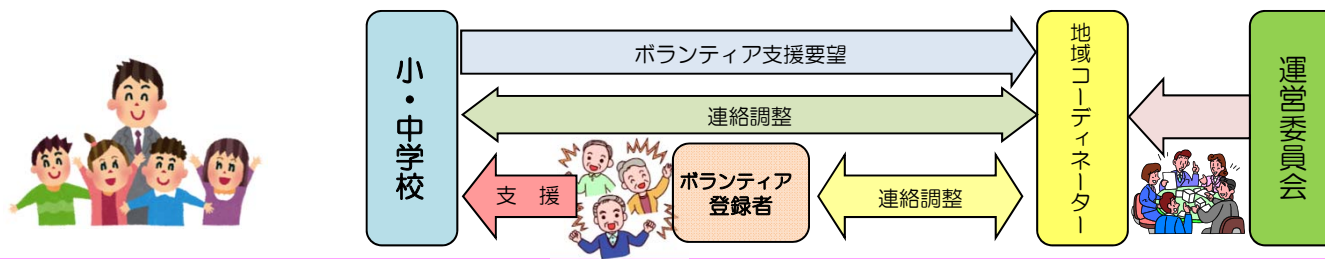 小・中学校
ボランティア支援要望
連絡調整
支　援
ボランティア
登録者
連絡調整
地域コーディネーター
運営委員会